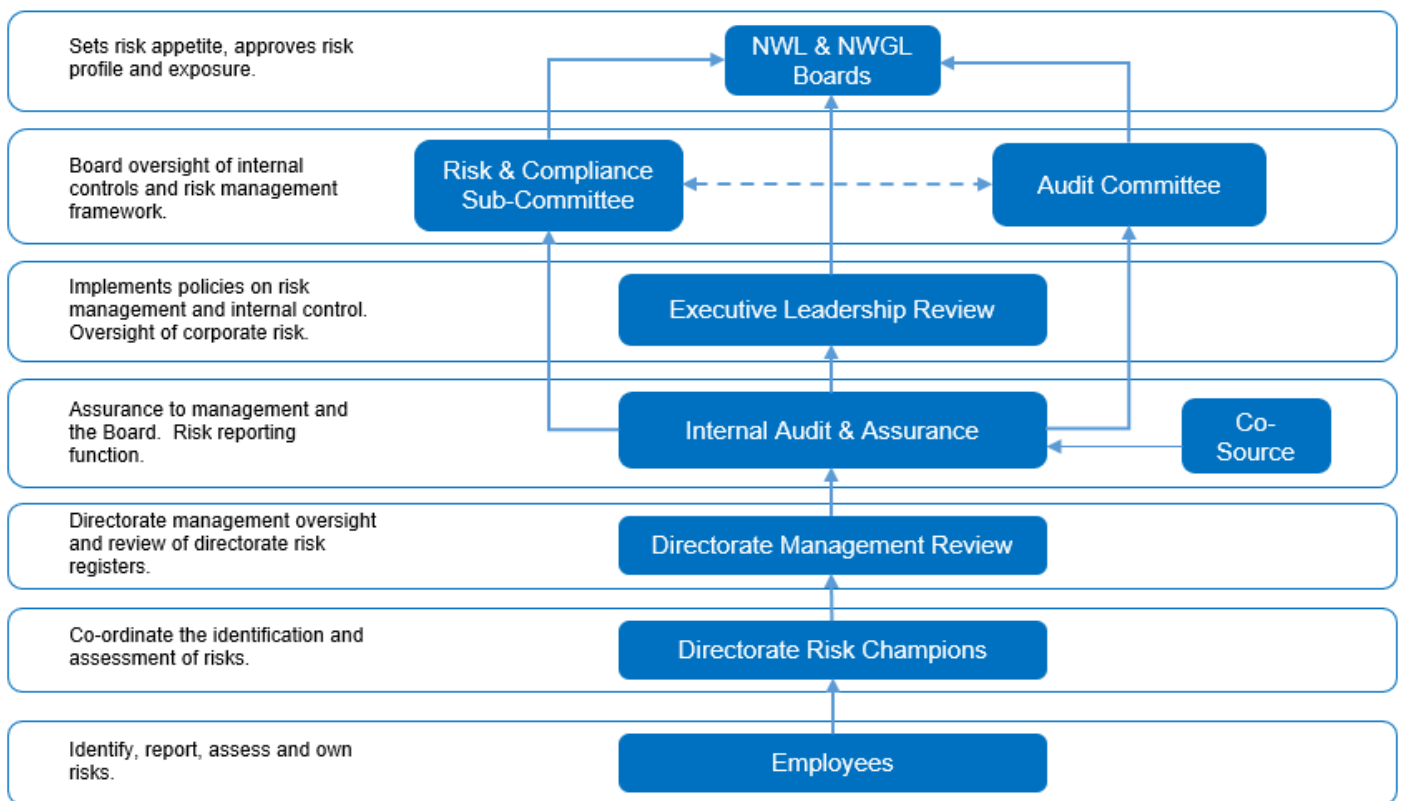 Sets risk appetite, approves risk
profile and exposure.
NWL & NWGL
Boards
Board oversight of internal
controls and risk management
framework.
Risk & Compliance
Sub-Committee
Audit Committee
Implements policies on risk
management and internal control.
Oversight of corporate risk.
Executive Leadership Review
Assurance to management and
the Board.  Risk reporting
function.
Internal Audit & Assurance
Co-
Source
Directorate management oversight
and review of directorate risk
registers.
Directorate Management Review
Co-ordinate the identification and
assessment of risks.
Directorate Risk Champions
Identify, report, assess and own
risks.
Employees